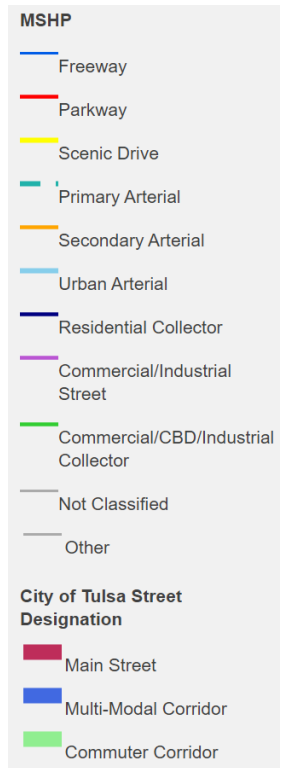 MSHP
Freeway
Parkway
Scenic Drive
Primary Arterial
Secondary Arterial
Urban Arterial
Residential Collector
Commercial/Industrial
Street
Commercial/CBD/Industrial
Collector
Not Classified
Other
City of Tulsa Street
Designation
Main Street
Multi-Modal Corridor
Commuter Corridor